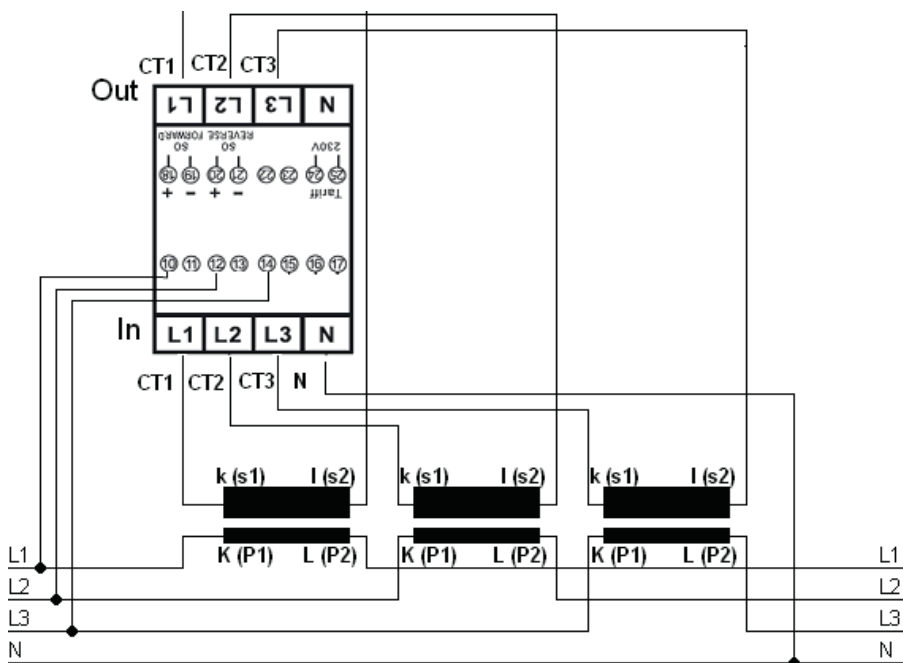 CT1 CT2 CT3
Out
L1 L2 L3 N
FORWARD REVERSE
SO SO 230V
18 19 20 21 22 23 24 25
+ − + − Tariff
10 11 12 13 14 15 16 17
In L1 L2 L3 N
CT1 CT2 CT3 N
k (s1) l (s2) k (s1) l (s2) k (s1) l (s2)
K (P1) L (P2) K (P1) L (P2) K (P1) L (P2)
L1 L1
L2 L2
L3 L3
N N